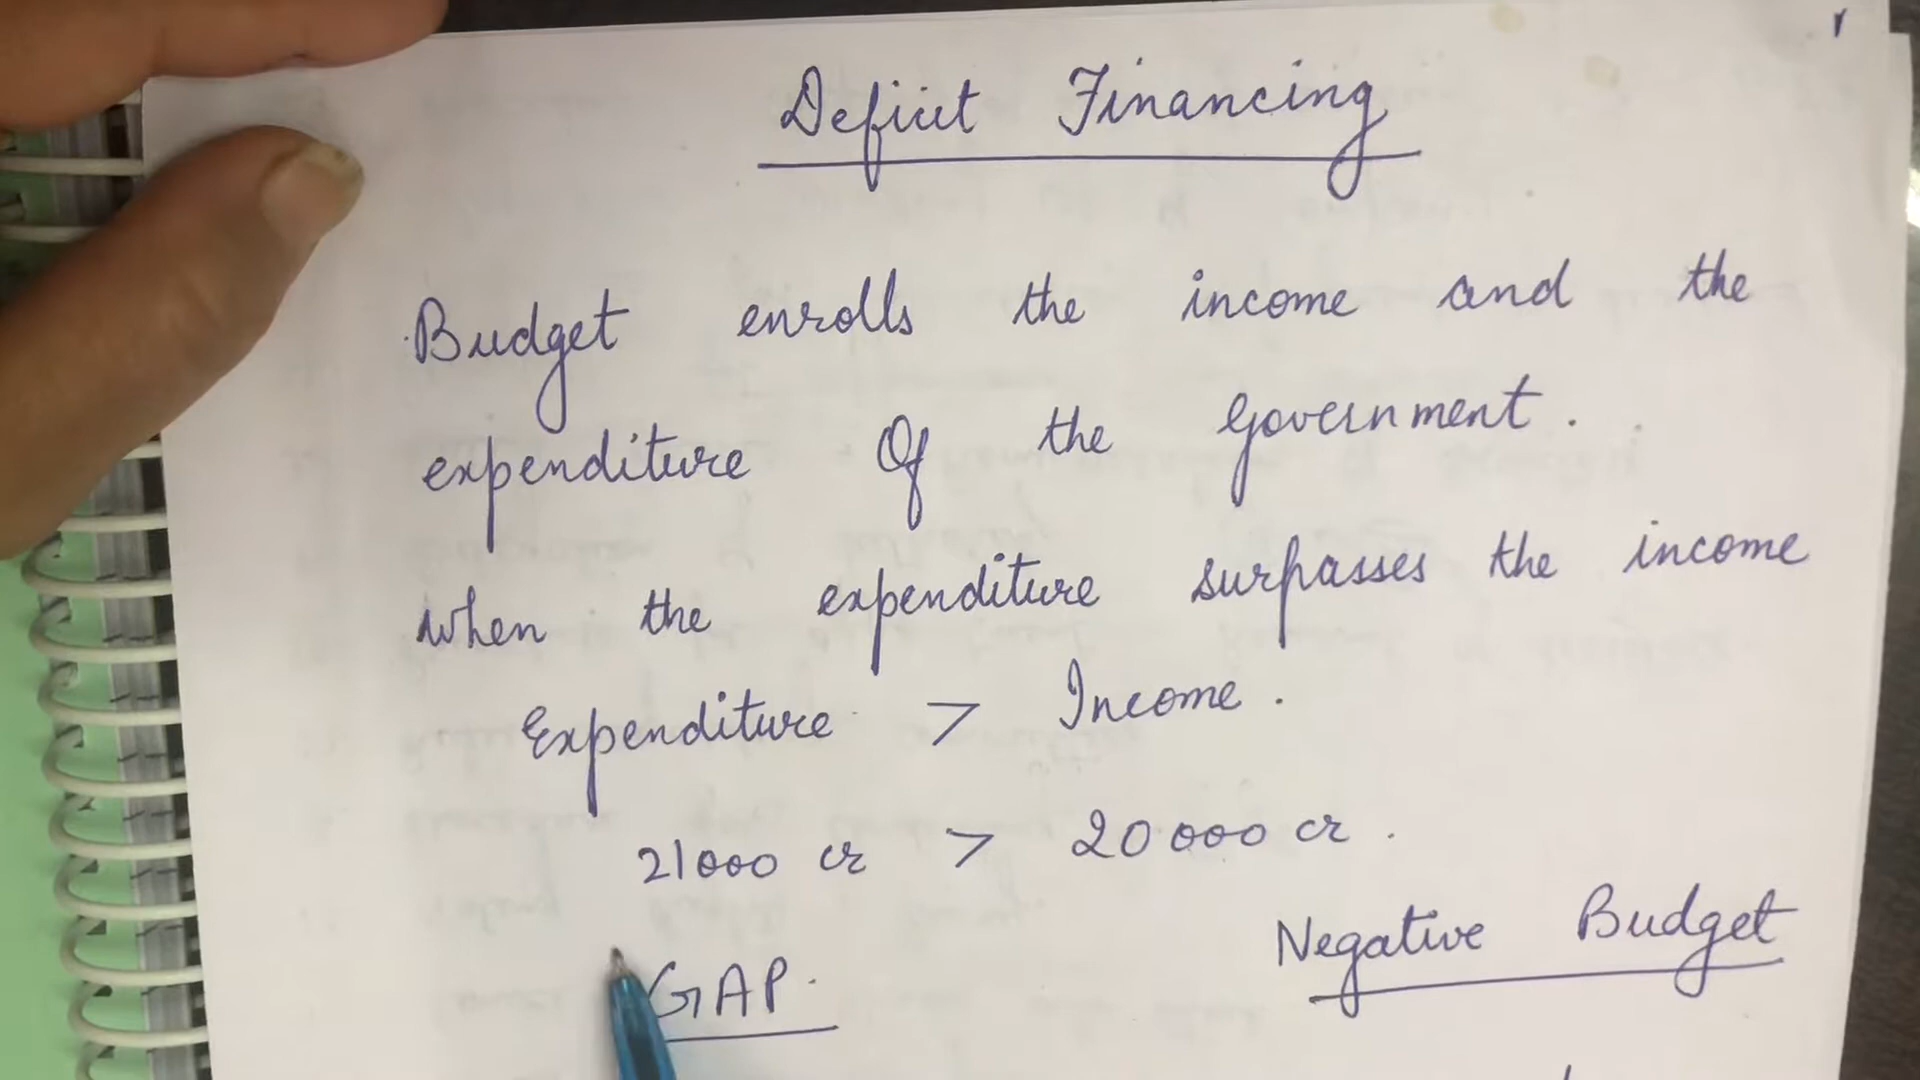 Deficit Financing
Budget enrolls the income and the
expenditure Of the Government.
when the expenditure surpasses the income
Expenditure > Income.
21000 cr > 20000 cr.
Negative Budget
GAP.